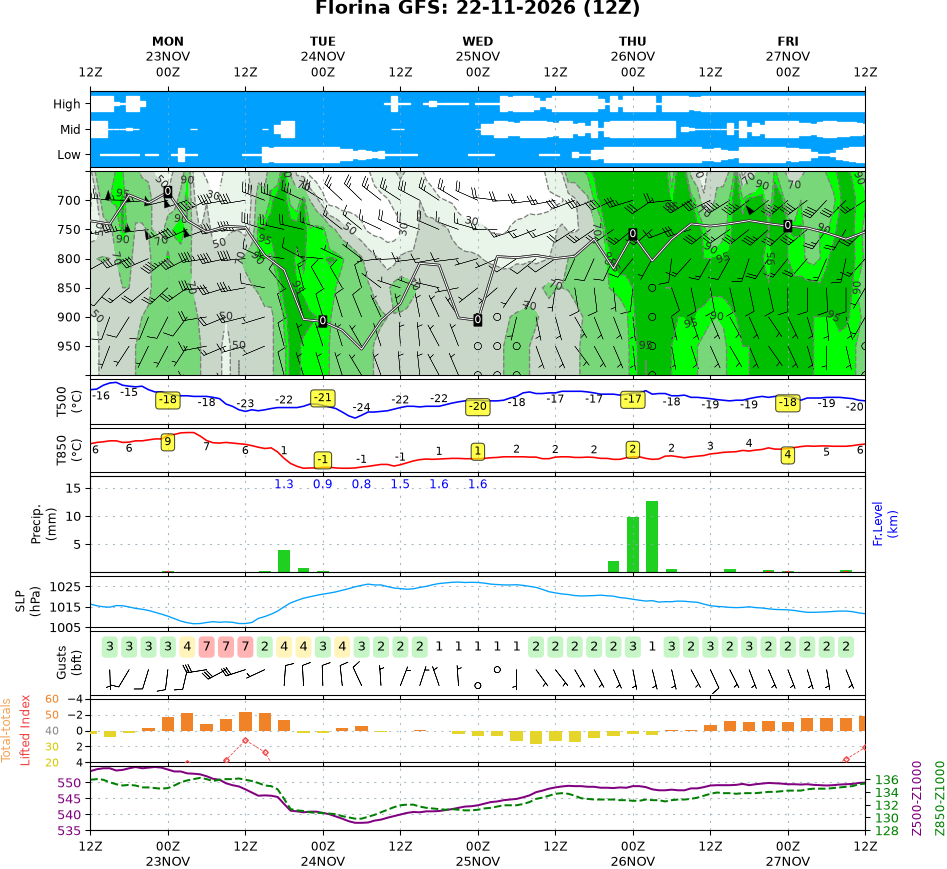 Florina GFS: 22-11-2026 (12Z)
MON TUE WED THU FRI
23NOV 24NOV 25NOV 26NOV 27NOV
12Z 00Z 12Z 00Z 12Z 00Z 12Z 00Z 12Z 00Z 12Z
High
Mid
Low
700
750
800
850
900
950
0 0 0 0 0
T500 (°C)
-16 -15 -18 -18 -23 -22 -21 -24 -22 -22 -20 -18 -17 -17 -17 -18 -19 -19 -18 -19 -20
T850 (°C)
6 6 9 7 6 1 -1 -1 -1 1 1 2 2 2 2 2 3 4 4 5 6
1.3 0.9 0.8 1.5 1.6 1.6
Precip. (mm)
15
10
5
Fr.Level (km)
SLP (hPa)
1025
1015
1005
Gusts (bft)
3 3 3 3 4 7 7 7 2 4 4 3 4 3 2 2 2 1 1 1 1 1 2 2 2 2 2 3 1 3 2 3 2 2 2 2 2 2 2
Total-totals
Lifted Index
60 −4
50 −2
40 0
30 2
20 4
550
545
540
535
136
134
132
130
128
Z500-Z1000
Z850-Z1000
12Z 00Z 12Z 00Z 12Z 00Z 12Z 00Z 12Z 00Z 12Z
23NOV 24NOV 25NOV 26NOV 27NOV